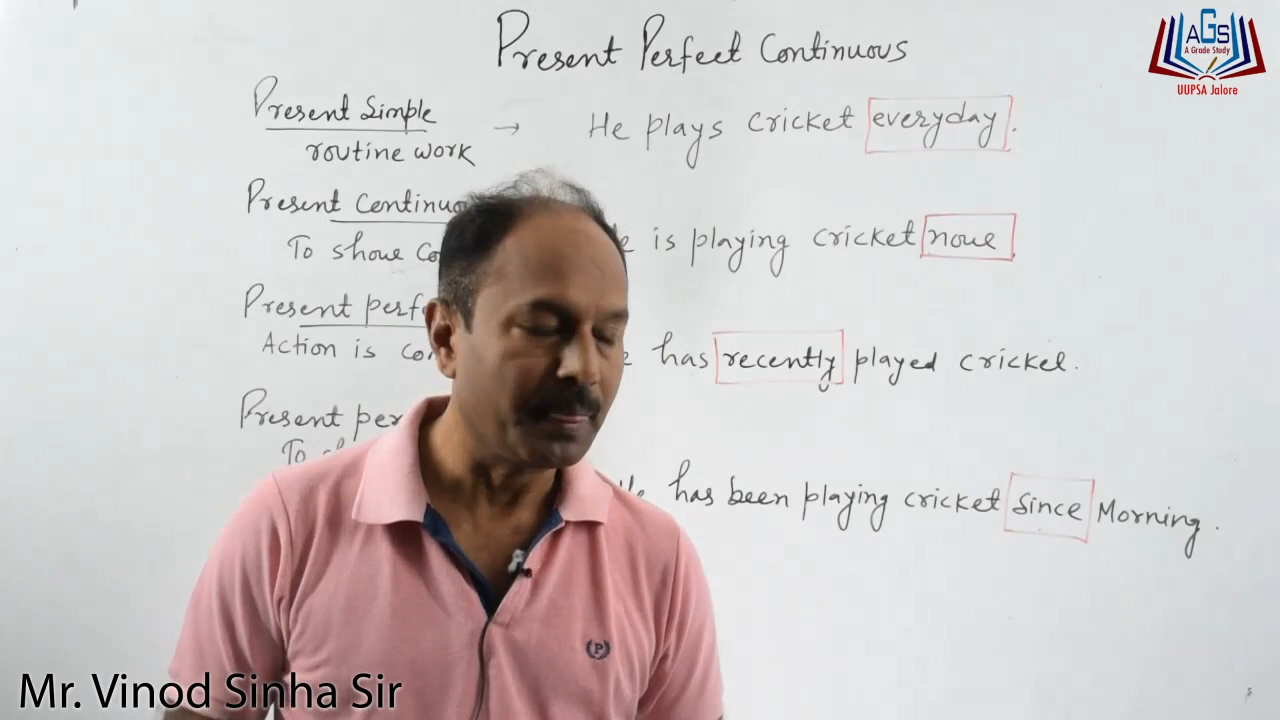 Present Perfect Continuous
AGS
A Grade Study
UUPSA Jalore
Present Simple → He plays cricket everyday.
routine work
Present Continuo is playing cricket now
To show co
Present perf has recently played cricket.
Action is co
Present per
To
He has been playing cricket since Morning.
Mr. Vinod Sinha Sir
P